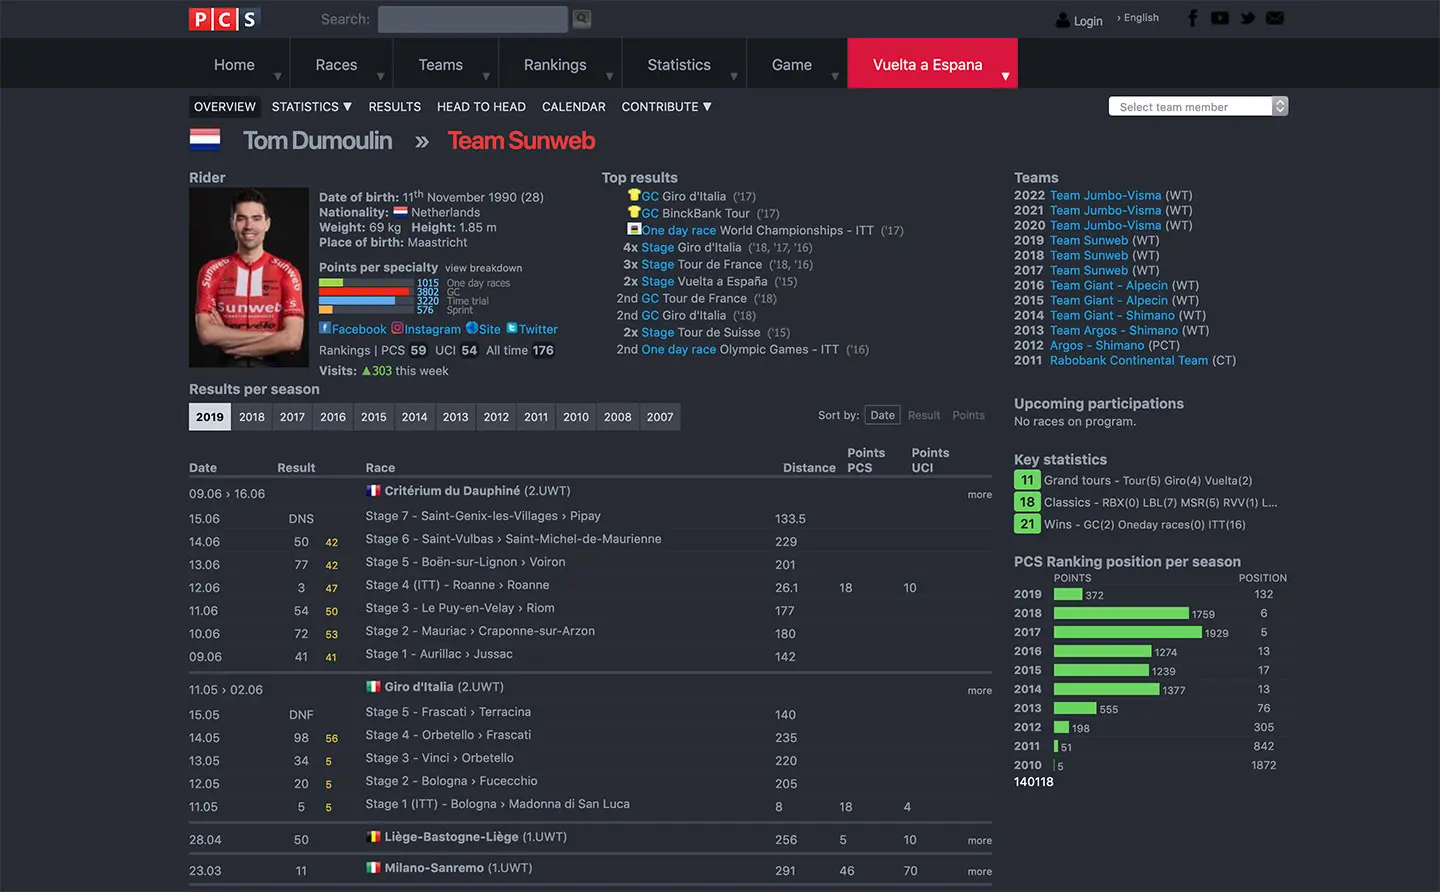 PCS Search: Login › English
Home Races Teams Rankings Statistics Game Vuelta a Espana
OVERVIEW STATISTICS ▼ RESULTS HEAD TO HEAD CALENDAR CONTRIBUTE ▼ Select team member
Tom Dumoulin » Team Sunweb
Rider
Date of birth: 11th November 1990 (28)
Nationality: Netherlands
Weight: 69 kg Height: 1.85 m
Place of birth: Maastricht
Points per specialty view breakdown
1015 One day races
3802 GC
3220 Time trial
576 Sprint
Facebook Instagram Site Twitter
Rankings | PCS 59 UCI 54 All time 176
Visits: ▲303 this week
Sunweb
Sunweb
cervélo
Top results
GC Giro d'Italia ('17)
GC BinckBank Tour ('17)
One day race World Championships - ITT ('17)
4x Stage Giro d'Italia ('18, '17, '16)
3x Stage Tour de France ('18, '16)
2x Stage Vuelta a España ('15)
2nd GC Tour de France ('18)
2nd GC Giro d'Italia ('18)
2x Stage Tour de Suisse ('15)
2nd One day race Olympic Games - ITT ('16)
Teams
2022 Team Jumbo-Visma (WT)
2021 Team Jumbo-Visma (WT)
2020 Team Jumbo-Visma (WT)
2019 Team Sunweb (WT)
2018 Team Sunweb (WT)
2017 Team Sunweb (WT)
2016 Team Giant - Alpecin (WT)
2015 Team Giant - Alpecin (WT)
2014 Team Giant - Shimano (WT)
2013 Team Argos - Shimano (WT)
2012 Argos - Shimano (PCT)
2011 Rabobank Continental Team (CT)
Results per season
2019 2018 2017 2016 2015 2014 2013 2012 2011 2010 2008 2007
Sort by: Date Result Points
Date Result Race Distance Points PCS Points UCI
09.06 › 16.06 Critérium du Dauphiné (2.UWT) more
15.06 DNS Stage 7 - Saint-Genix-les-Villages › Pipay 133.5
14.06 50 42 Stage 6 - Saint-Vulbas › Saint-Michel-de-Maurienne 229
13.06 77 42 Stage 5 - Boën-sur-Lignon › Voiron 201
12.06 3 47 Stage 4 (ITT) - Roanne › Roanne 26.1 18 10
11.06 54 50 Stage 3 - Le Puy-en-Velay › Riom 177
10.06 72 53 Stage 2 - Mauriac › Craponne-sur-Arzon 180
09.06 41 41 Stage 1 - Aurillac › Jussac 142
11.05 › 02.06 Giro d'Italia (2.UWT) more
15.05 DNF Stage 5 - Frascati › Terracina 140
14.05 98 56 Stage 4 - Orbetello › Frascati 235
13.05 34 5 Stage 3 - Vinci › Orbetello 220
12.05 20 5 Stage 2 - Bologna › Fucecchio 205
11.05 5 5 Stage 1 (ITT) - Bologna › Madonna di San Luca 8 18 4
28.04 50 Liège-Bastogne-Liège (1.UWT) 256 5 10 more
23.03 11 Milano-Sanremo (1.UWT) 291 46 70 more
Upcoming participations
No races on program.
Key statistics
11 Grand tours - Tour(5) Giro(4) Vuelta(2)
18 Classics - RBX(0) LBL(7) MSR(5) RVV(1) L...
21 Wins - GC(2) Oneday races(0) ITT(16)
PCS Ranking position per season
POINTS POSITION
2019 372 132
2018 1759 6
2017 1929 5
2016 1274 13
2015 1239 17
2014 1377 13
2013 555 76
2012 198 305
2011 51 842
2010 5 1872
140118